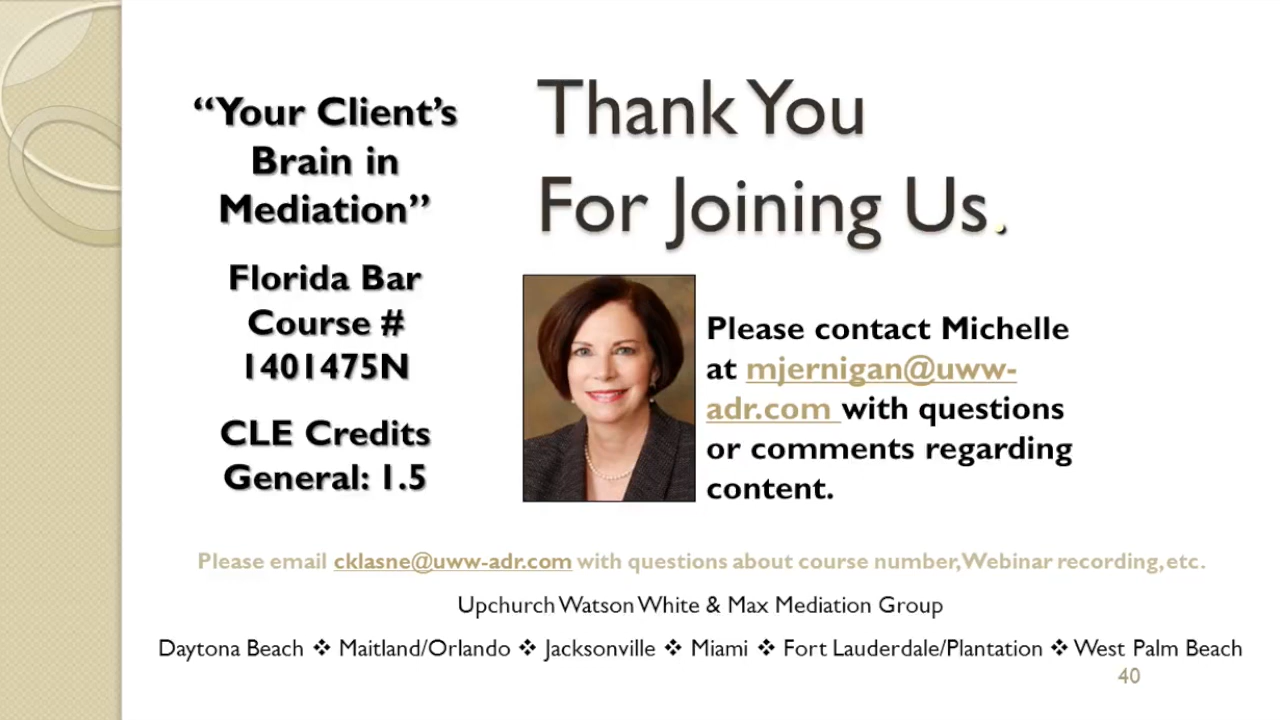 “Your Client’s
Brain in
Mediation”
Florida Bar
Course #
1401475N
CLE Credits
General: 1.5
Thank You
For Joining Us.
Please contact Michelle
at mjernigan@uww-
adr.com with questions
or comments regarding
content.
Please email cklasne@uww-adr.com with questions about course number, Webinar recording, etc.
Upchurch Watson White & Max Mediation Group
Daytona Beach ❖ Maitland/Orlando ❖ Jacksonville ❖ Miami ❖ Fort Lauderdale/Plantation ❖ West Palm Beach
40